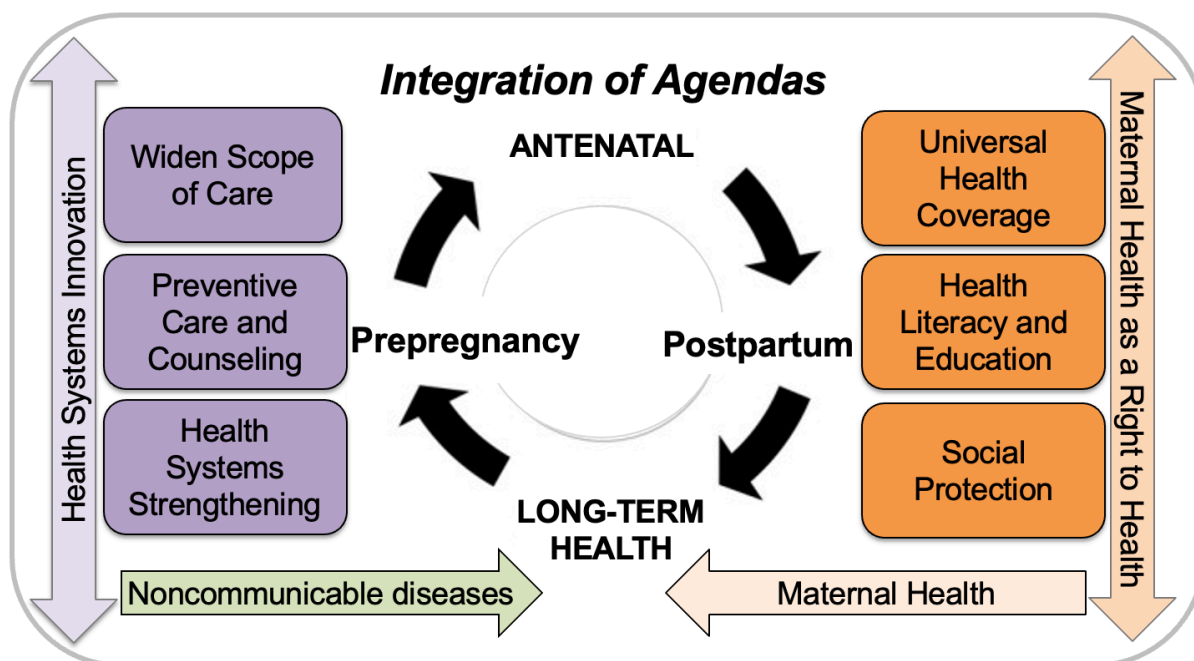 Integration of Agendas
Health Systems Innovation
Widen Scope
of Care
Preventive
Care and
Counseling
Health
Systems
Strengthening
ANTENATAL
Prepregnancy
Postpartum
LONG-TERM
HEALTH
Universal
Health
Coverage
Health
Literacy and
Education
Social
Protection
Maternal Health as a Right to Health
Noncommunicable diseases
Maternal Health